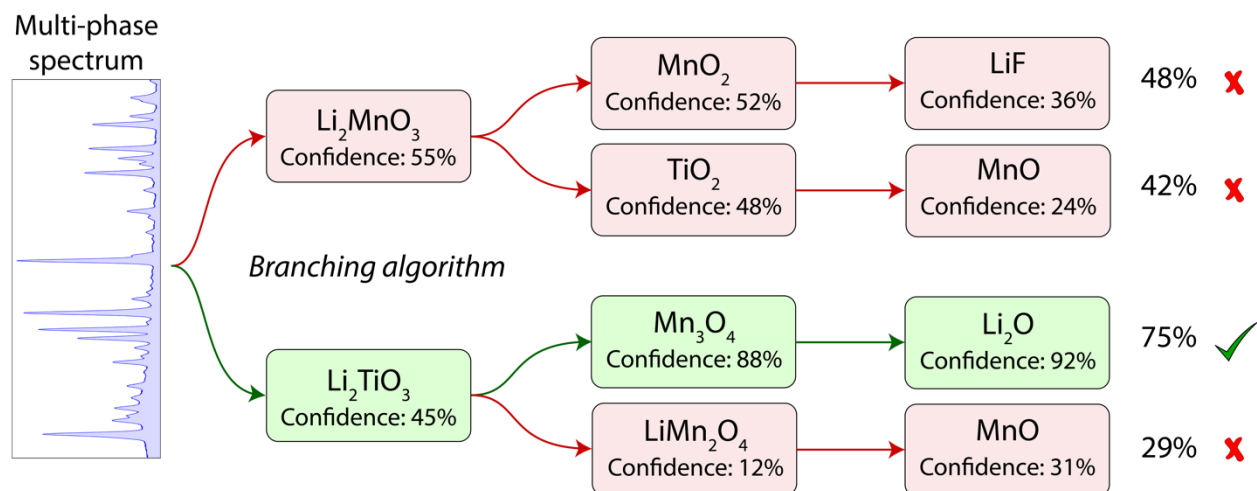 Multi-phase
spectrum
Li₂MnO₃
Confidence: 55%
MnO₂
Confidence: 52%
LiF
Confidence: 36%
48%
TiO₂
Confidence: 48%
MnO
Confidence: 24%
42%
Branching algorithm
Li₂TiO₃
Confidence: 45%
Mn₃O₄
Confidence: 88%
Li₂O
Confidence: 92%
75%
LiMn₂O₄
Confidence: 12%
MnO
Confidence: 31%
29%